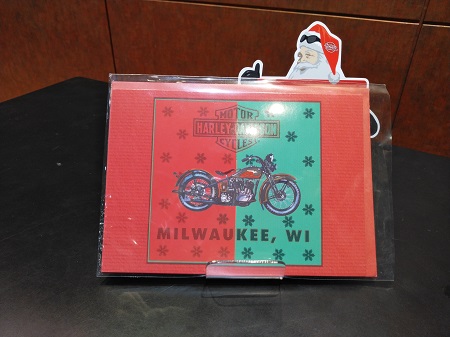 MOTOR
HARLEY-DAVIDSON
CYCLES
MILWAUKEE, WI